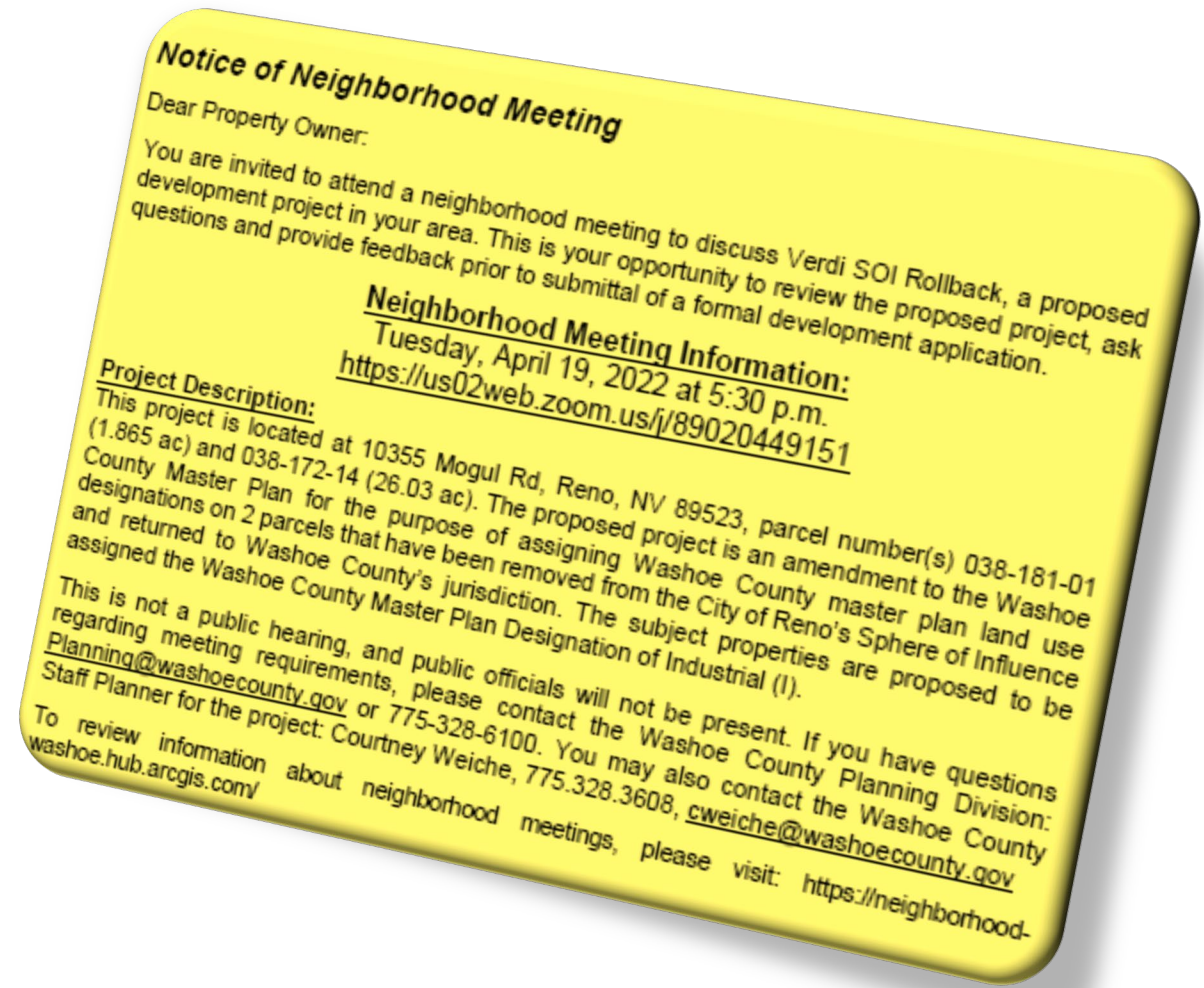 Notice of Neighborhood Meeting
Dear Property Owner:
You are invited to attend a neighborhood meeting to discuss Verdi SOI Rollback, a proposed
development project in your area. This is your opportunity to review the proposed project, ask
questions and provide feedback prior to submittal of a formal development application.
Neighborhood Meeting Information:
Tuesday, April 19, 2022 at 5:30 p.m.
https://us02web.zoom.us/j/89020449151
Project Description:
This project is located at 10355 Mogul Rd, Reno, NV 89523, parcel number(s) 038-181-01
(1.865 ac) and 038-172-14 (26.03 ac). The proposed project is an amendment to the Washoe
County Master Plan for the purpose of assigning Washoe County master plan land use
designations on 2 parcels that have been removed from the City of Reno's Sphere of Influence
and returned to Washoe County's jurisdiction. The subject properties are proposed to be
assigned the Washoe County Master Plan Designation of Industrial (I).
This is not a public hearing, and public officials will not be present. If you have questions
regarding meeting requirements, please contact the Washoe County Planning Division:
Planning@washoecounty.gov or 775-328-6100. You may also contact the Washoe County
Staff Planner for the project: Courtney Weiche, 775.328.3608, cweiche@washoecounty.gov
To review information about neighborhood meetings, please visit: https://neighborhood-
washoe.hub.arcgis.com/